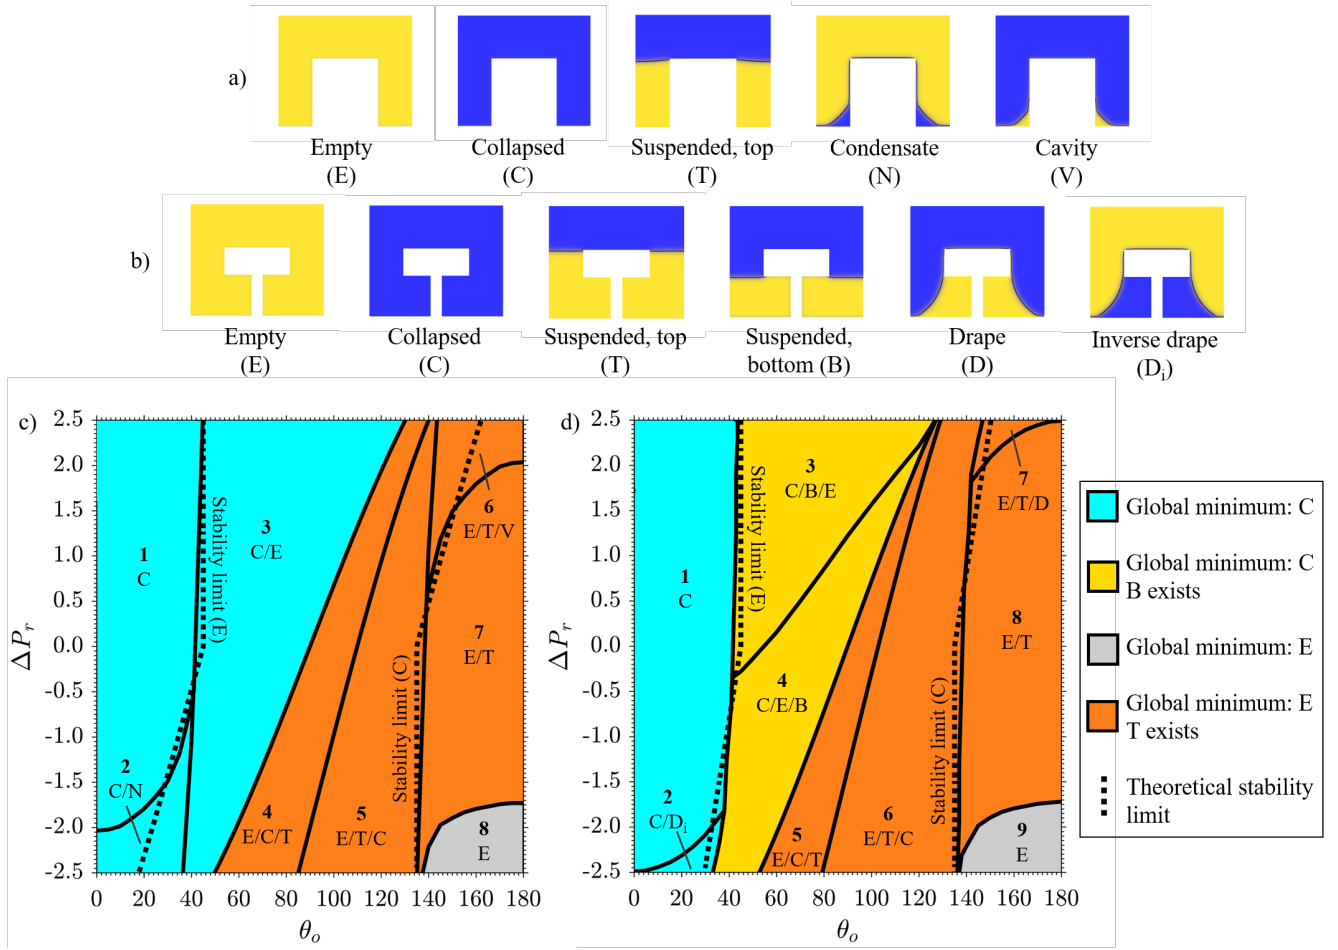 a)
Empty Collapsed Suspended, top Condensate Cavity
(E) (C) (T) (N) (V)
b)
Empty Collapsed Suspended, top Suspended, Drape Inverse drape
(E) (C) (T) bottom (B) (D) (Di)
c)
2.5
2.0
1.5
1.0
0.5
0.0
-0.5
-1.0
-1.5
-2.0
-2.5
ΔPr
0 20 40 60 80 100 120 140 160 180
θo
1
C
2
C/N
3
C/E
4
E/C/T
5
E/T/C
6
E/T/V
7
E/T
8
E
Stability limit (E)
Stability limit (C)
d)
2.5
2.0
1.5
1.0
0.5
0.0
-0.5
-1.0
-1.5
-2.0
-2.5
ΔPr
0 20 40 60 80 100 120 140 160 180
θo
1
C
2
C/Di
3
C/B/E
4
C/E/B
5
E/C/T
6
E/T/C
7
E/T/D
8
E/T
9
E
Stability limit (E)
Stability limit (C)
Global minimum: C
Global minimum: C
B exists
Global minimum: E
Global minimum: E
T exists
Theoretical stability
limit